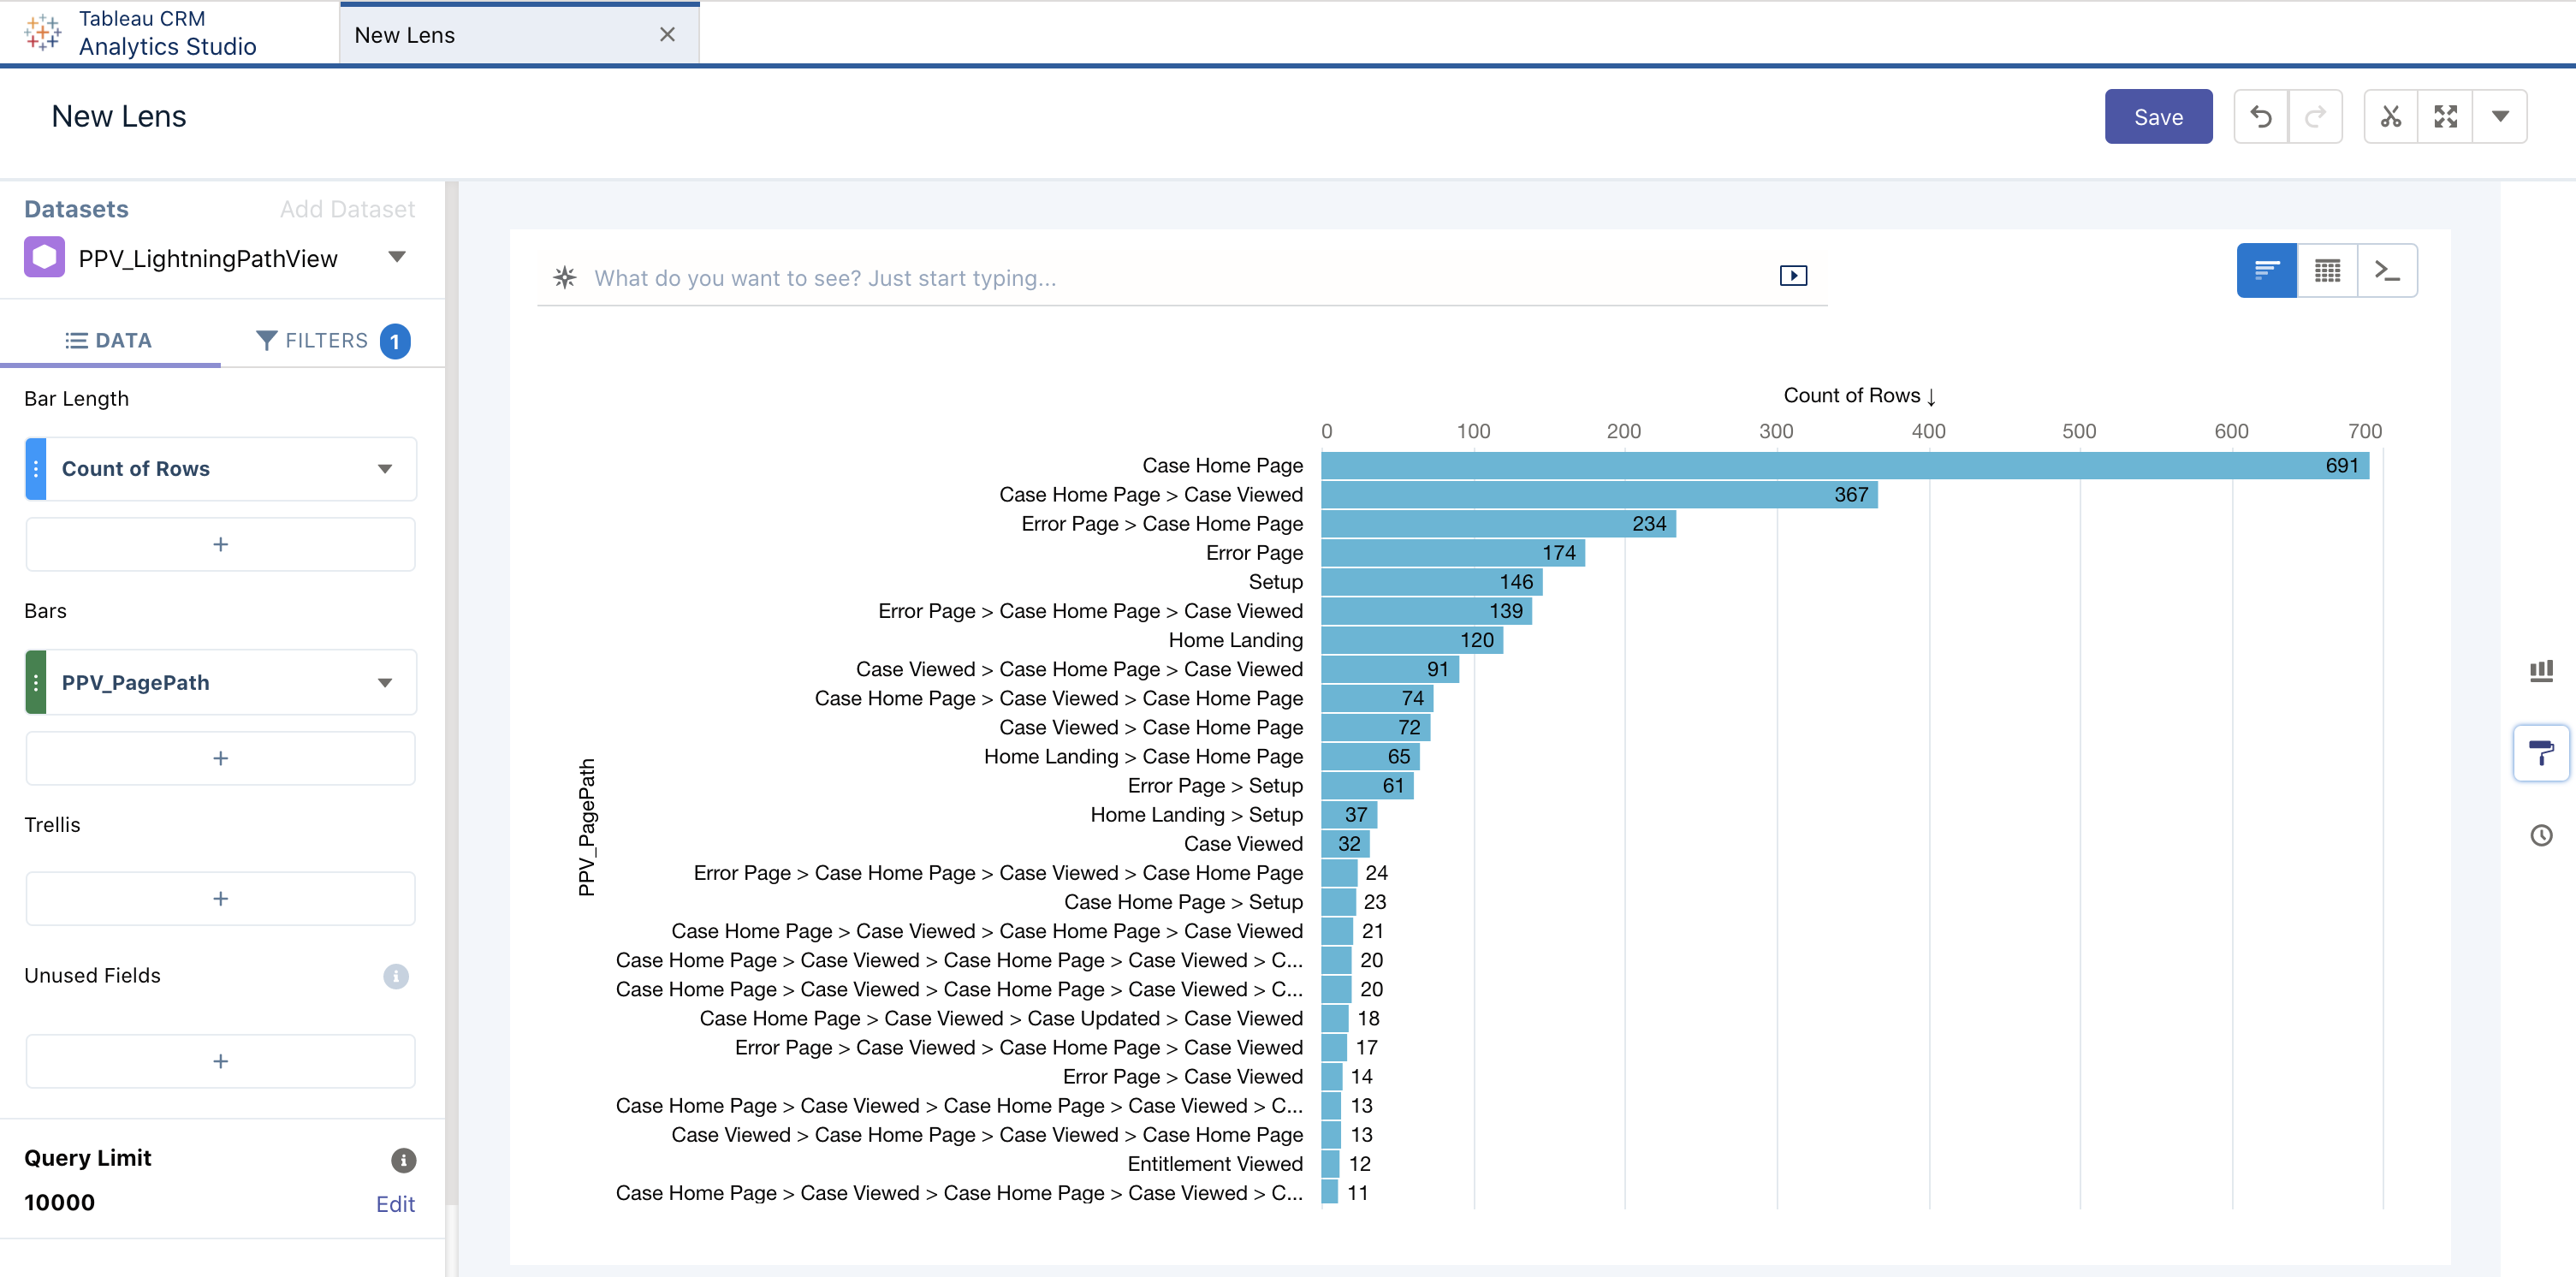 Tableau CRM
Analytics Studio
New Lens
New Lens
Save
Datasets
Add Dataset
PPV_LightningPathView
DATA
FILTERS 1
Bar Length
Count of Rows
+
Bars
PPV_PagePath
+
Trellis
+
Unused Fields
+
Query Limit
10000
Edit
What do you want to see? Just start typing...
Count of Rows ↓
0 100 200 300 400 500 600 700
PPV_PagePath
Case Home Page 691
Case Home Page > Case Viewed 367
Error Page > Case Home Page 234
Error Page 174
Setup 146
Error Page > Case Home Page > Case Viewed 139
Home Landing 120
Case Viewed > Case Home Page > Case Viewed 91
Case Home Page > Case Viewed > Case Home Page 74
Case Viewed > Case Home Page 72
Home Landing > Case Home Page 65
Error Page > Setup 61
Home Landing > Setup 37
Case Viewed 32
Error Page > Case Home Page > Case Viewed > Case Home Page 24
Case Home Page > Setup 23
Case Home Page > Case Viewed > Case Home Page > Case Viewed 21
Case Home Page > Case Viewed > Case Home Page > Case Viewed > C... 20
Case Home Page > Case Viewed > Case Home Page > Case Viewed > C... 20
Case Home Page > Case Viewed > Case Updated > Case Viewed 18
Error Page > Case Viewed > Case Home Page > Case Viewed 17
Error Page > Case Viewed 14
Case Home Page > Case Viewed > Case Home Page > Case Viewed > C... 13
Case Viewed > Case Home Page > Case Viewed > Case Home Page 13
Entitlement Viewed 12
Case Home Page > Case Viewed > Case Home Page > Case Viewed > C... 11